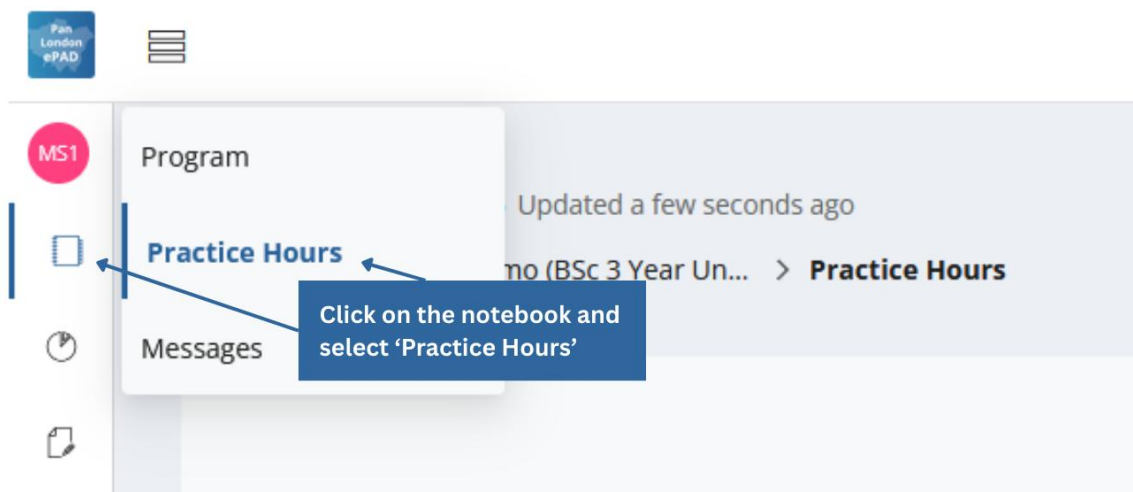 Pan
London
ePAD
MS1
Program
Updated a few seconds ago
Practice Hours
mo (BSc 3 Year Un... > Practice Hours
Click on the notebook and
select ‘Practice Hours’
Messages